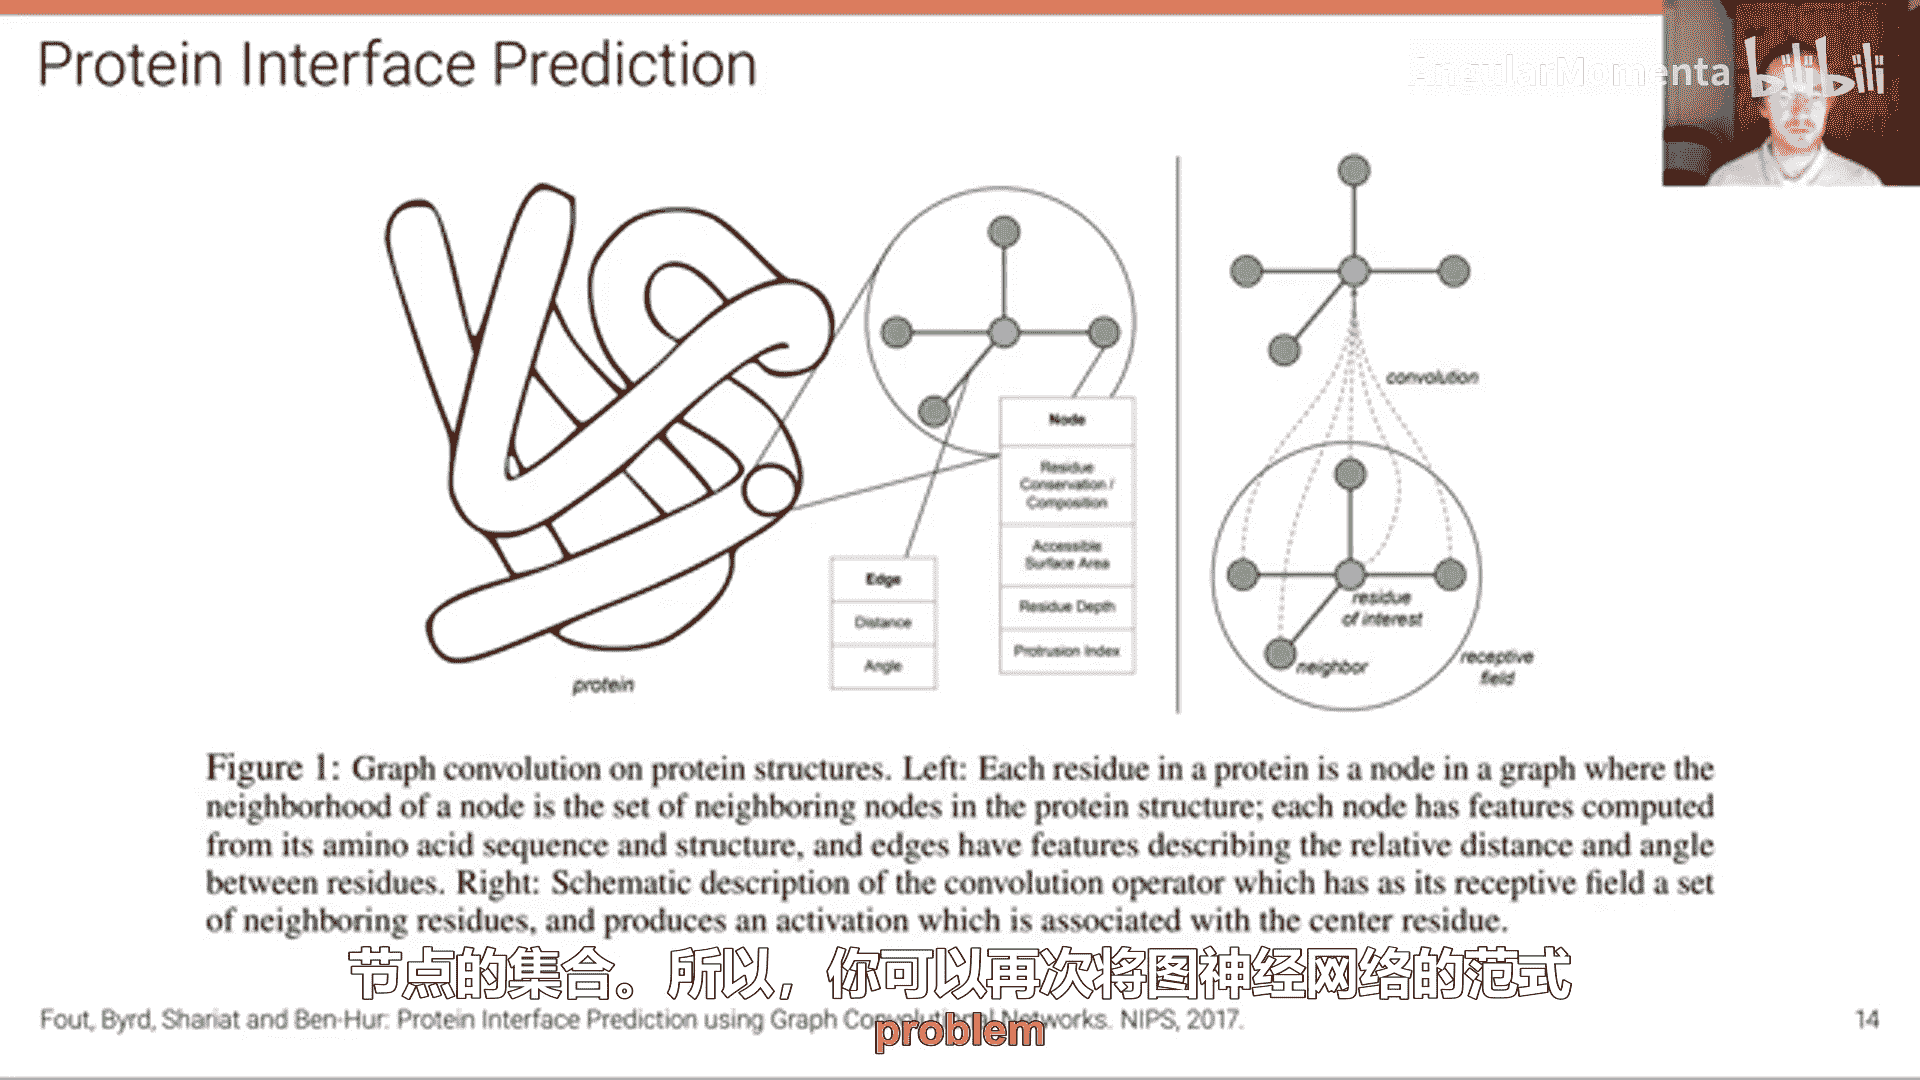 Protein Interface Prediction
AngularMomenta
bilibili
Node
Residue
Conservation /
Composition
Accessible
Surface Area
Residue Depth
Protrusion Index
Edge
Distance
Angle
protein
convolution
residue
of interest
neighbor
receptive
field
Figure 1: Graph convolution on protein structures. Left: Each residue in a protein is a node in a graph where the
neighborhood of a node is the set of neighboring nodes in the protein structure; each node has features computed
from its amino acid sequence and structure, and edges have features describing the relative distance and angle
between residues. Right: Schematic description of the convolution operator which has as its receptive field a set
of neighboring residues, and produces an activation which is associated with the center residue.
节点的集合。所以，你可以再次将图神经网络的范式
Fout, Byrd, Shariat and Ben-Hur: Protein Interface Prediction using Graph Convolutional Networks. NIPS, 2017.
problem
14